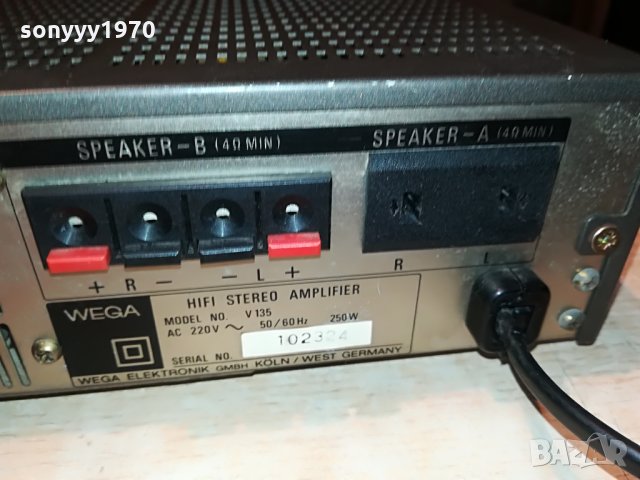 sonyyy1970
SPEAKER-B (4Ω MIN)
SPEAKER-A (4Ω MIN)
+ R - - L +
R L
WEGA
HIFI STEREO AMPLIFIER
MODEL NO. V135
AC 220V ~ 50/60Hz 250W
SERIAL NO. 102324
WEGA ELEKTRONIK GMBH KÖLN/WEST GERMANY
BAZAR